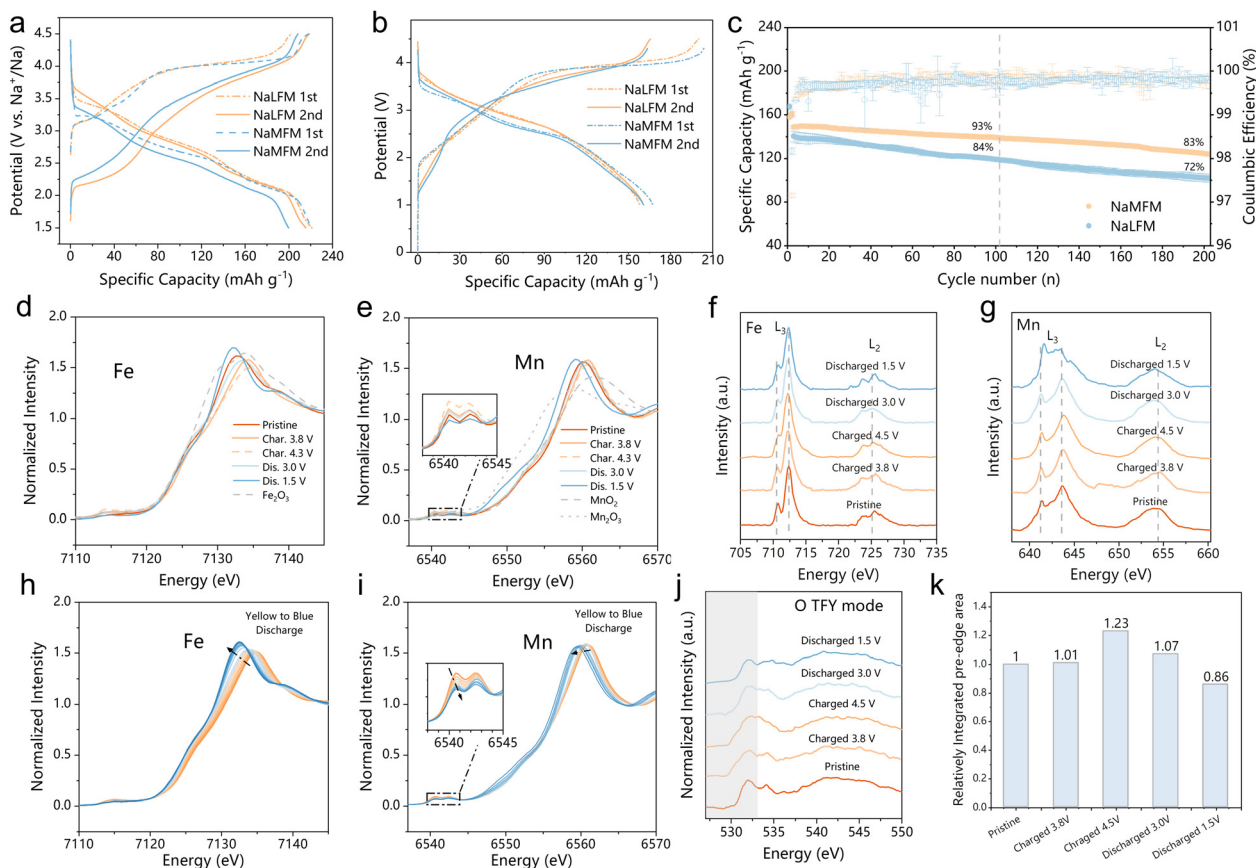 a
4.5
4.0
3.5
3.0
2.5
2.0
1.5
Potential (V vs. Na⁺/Na)
NaLFM 1st
NaLFM 2nd
NaMFM 1st
NaMFM 2nd
0 40 80 120 160 200 240
Specific Capacity (mAh g⁻¹)
b
4
3
2
1
0
Potential (V)
NaLFM 1st
NaLFM 2nd
NaMFM 1st
NaMFM 2nd
0 30 60 90 120 150 180 210
Specific Capacity (mAh g⁻¹)
c
240
200
160
120
80
40
Specific Capacity (mAh g⁻¹)
101
100
99
98
97
96
Coulumbic Efficiency (%)
93%
84%
83%
72%
NaMFM
NaLFM
0 20 40 60 80 100 120 140 160 180 200
Cycle number (n)
d
Fe
2.0
1.5
1.0
0.5
0.0
Normalized Intensity
Pristine
Char. 3.8 V
Char. 4.3 V
Dis. 3.0 V
Dis. 1.5 V
Fe₂O₃
7110 7120 7130 7140
Energy (eV)
e
Mn
2.0
1.5
1.0
0.5
0.0
Normalized Intensity
6540 6545
Pristine
Char. 3.8 V
Char. 4.3 V
Dis. 3.0 V
Dis. 1.5 V
MnO₂
Mn₂O₃
6540 6550 6560 6570
Energy (eV)
f
Fe
L₃
L₂
Intensity (a.u.)
Discharged 1.5 V
Discharged 3.0 V
Charged 4.5 V
Charged 3.8 V
Pristine
705 710 715 720 725 730 735
Energy (eV)
g
Mn
L₃
L₂
Intensity (a.u.)
Discharged 1.5 V
Discharged 3.0 V
Charged 4.5 V
Charged 3.8 V
Pristine
640 645 650 655 660
Energy (eV)
h
Fe
Yellow to Blue
Discharge
2.0
1.5
1.0
0.5
0.0
Normalized Intensity
7110 7120 7130 7140
Energy (eV)
i
Mn
Yellow to Blue
Discharge
2.0
1.5
1.0
0.5
0.0
Normalized Intensity
6540 6545
6540 6550 6560 6570
Energy (eV)
j
O TFY mode
Normalized Intensity (a.u.)
Discharged 1.5 V
Discharged 3.0 V
Charged 4.5 V
Charged 3.8 V
Pristine
530 535 540 545 550
Energy (eV)
k
1.4
1.2
1.0
0.8
0.6
0.4
0.2
0.0
Relatively Integrated pre-edge area
1
1.01
1.23
1.07
0.86
Pristine
Charged 3.8V
Chraged 4.5V
Discharged 3.0V
Discharged 1.5V